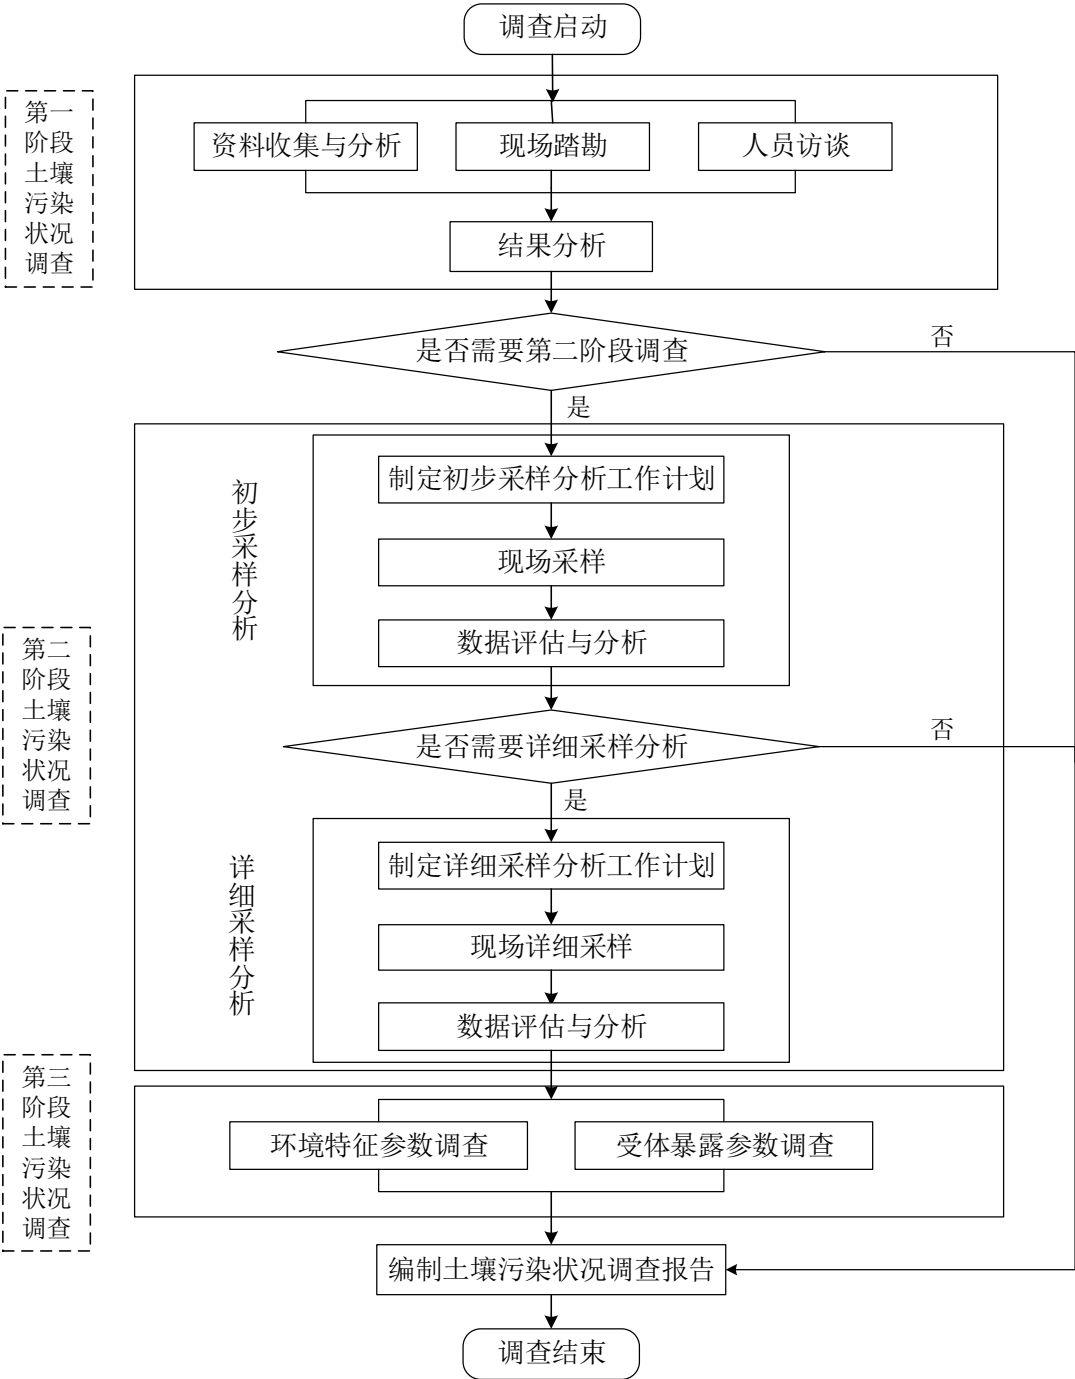 调查启动
第一
阶段
土壤
污染
状况
调查
资料收集与分析
现场踏勘
人员访谈
结果分析
是否需要第二阶段调查
否
是
初步采样分析
制定初步采样分析工作计划
现场采样
数据评估与分析
第二
阶段
土壤
污染
状况
调查
是否需要详细采样分析
否
是
详细采样分析
制定详细采样分析工作计划
现场详细采样
数据评估与分析
第三
阶段
土壤
污染
状况
调查
环境特征参数调查
受体暴露参数调查
编制土壤污染状况调查报告
调查结束